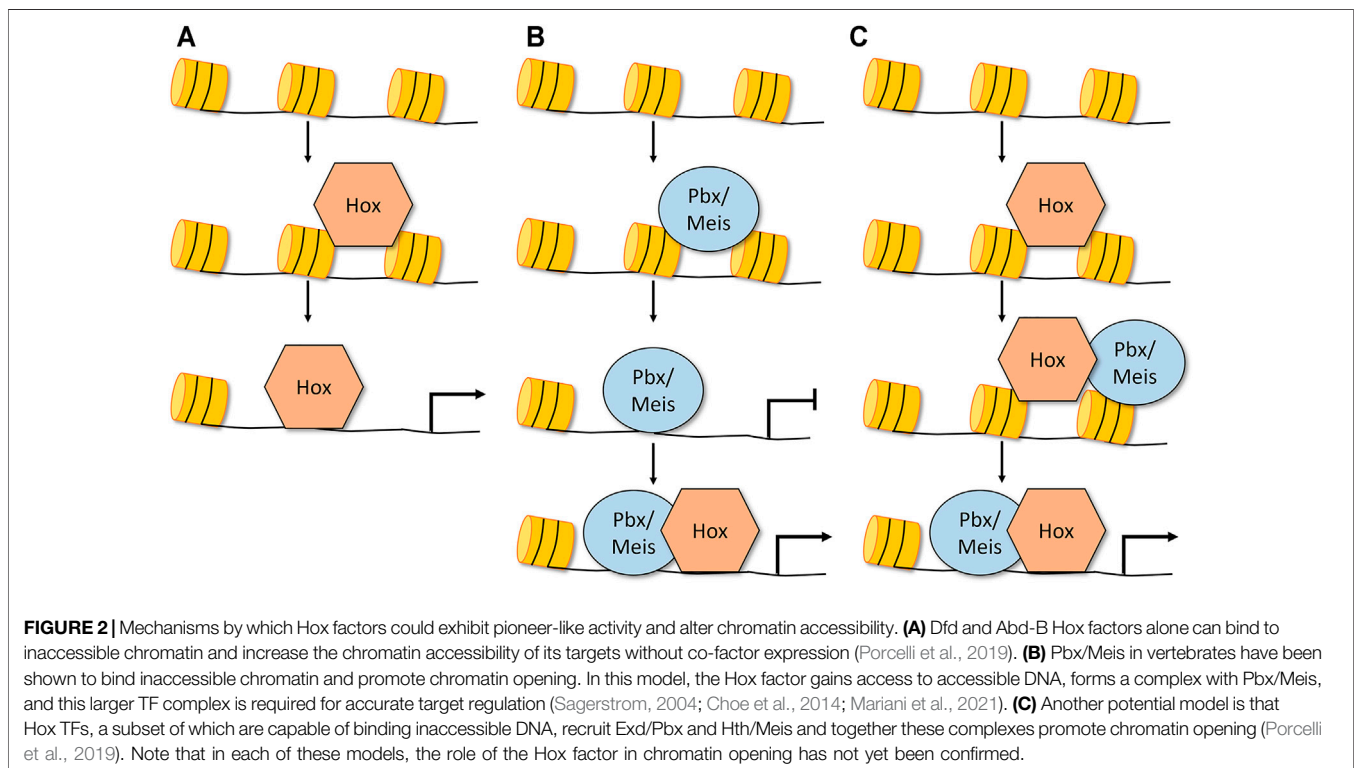 A
B
C
Hox
Pbx/
Meis
Hox
Hox
Pbx/
Meis
Hox
Pbx/
Meis
Pbx/
Meis
Hox
Pbx/
Meis
Hox
FIGURE 2 | Mechanisms by which Hox factors could exhibit pioneer-like activity and alter chromatin accessibility. (A) Dfd and Abd-B Hox factors alone can bind to
inaccessible chromatin and increase the chromatin accessibility of its targets without co-factor expression (Porcelli et al., 2019). (B) Pbx/Meis in vertebrates have been
shown to bind inaccessible chromatin and promote chromatin opening. In this model, the Hox factor gains access to accessible DNA, forms a complex with Pbx/Meis,
and this larger TF complex is required for accurate target regulation (Sagerstrom, 2004; Choe et al., 2014; Mariani et al., 2021). (C) Another potential model is that
Hox TFs, a subset of which are capable of binding inaccessible DNA, recruit Exd/Pbx and Hth/Meis and together these complexes promote chromatin opening (Porcelli
et al., 2019). Note that in each of these models, the role of the Hox factor in chromatin opening has not yet been confirmed.